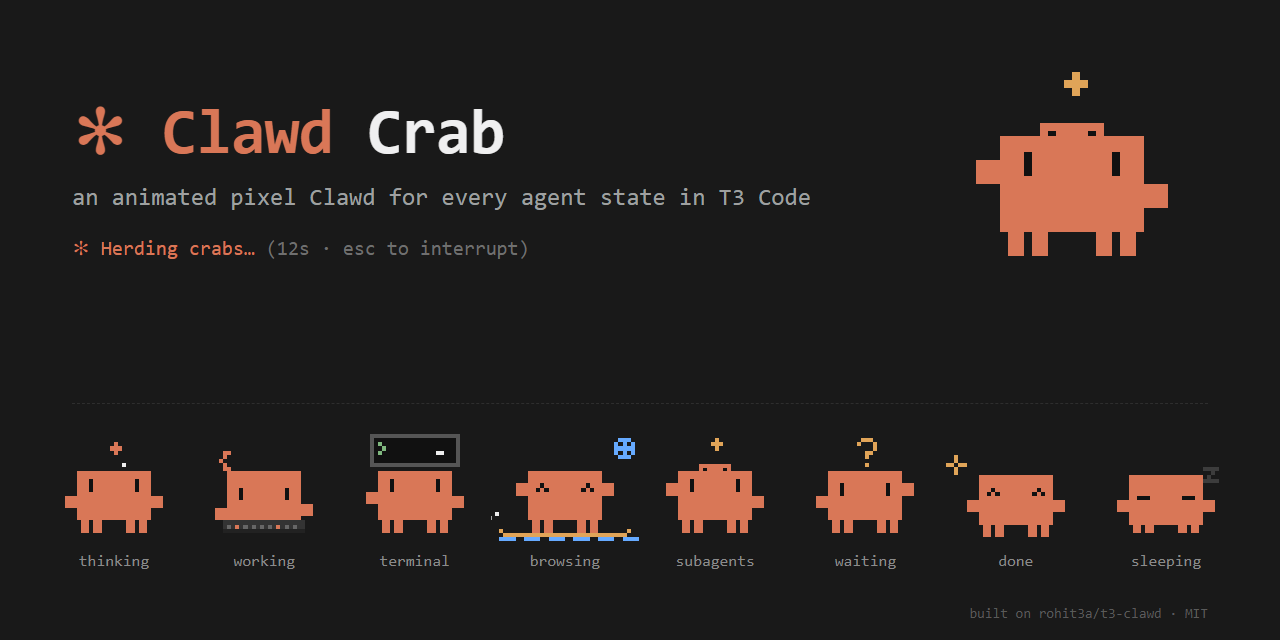 ✻ Clawd Crab
an animated pixel Clawd for every agent state in T3 Code
✻ Herding crabs… (12s · esc to interrupt)
thinking working terminal browsing subagents waiting done sleeping
built on rohit3a/t3-clawd · MIT